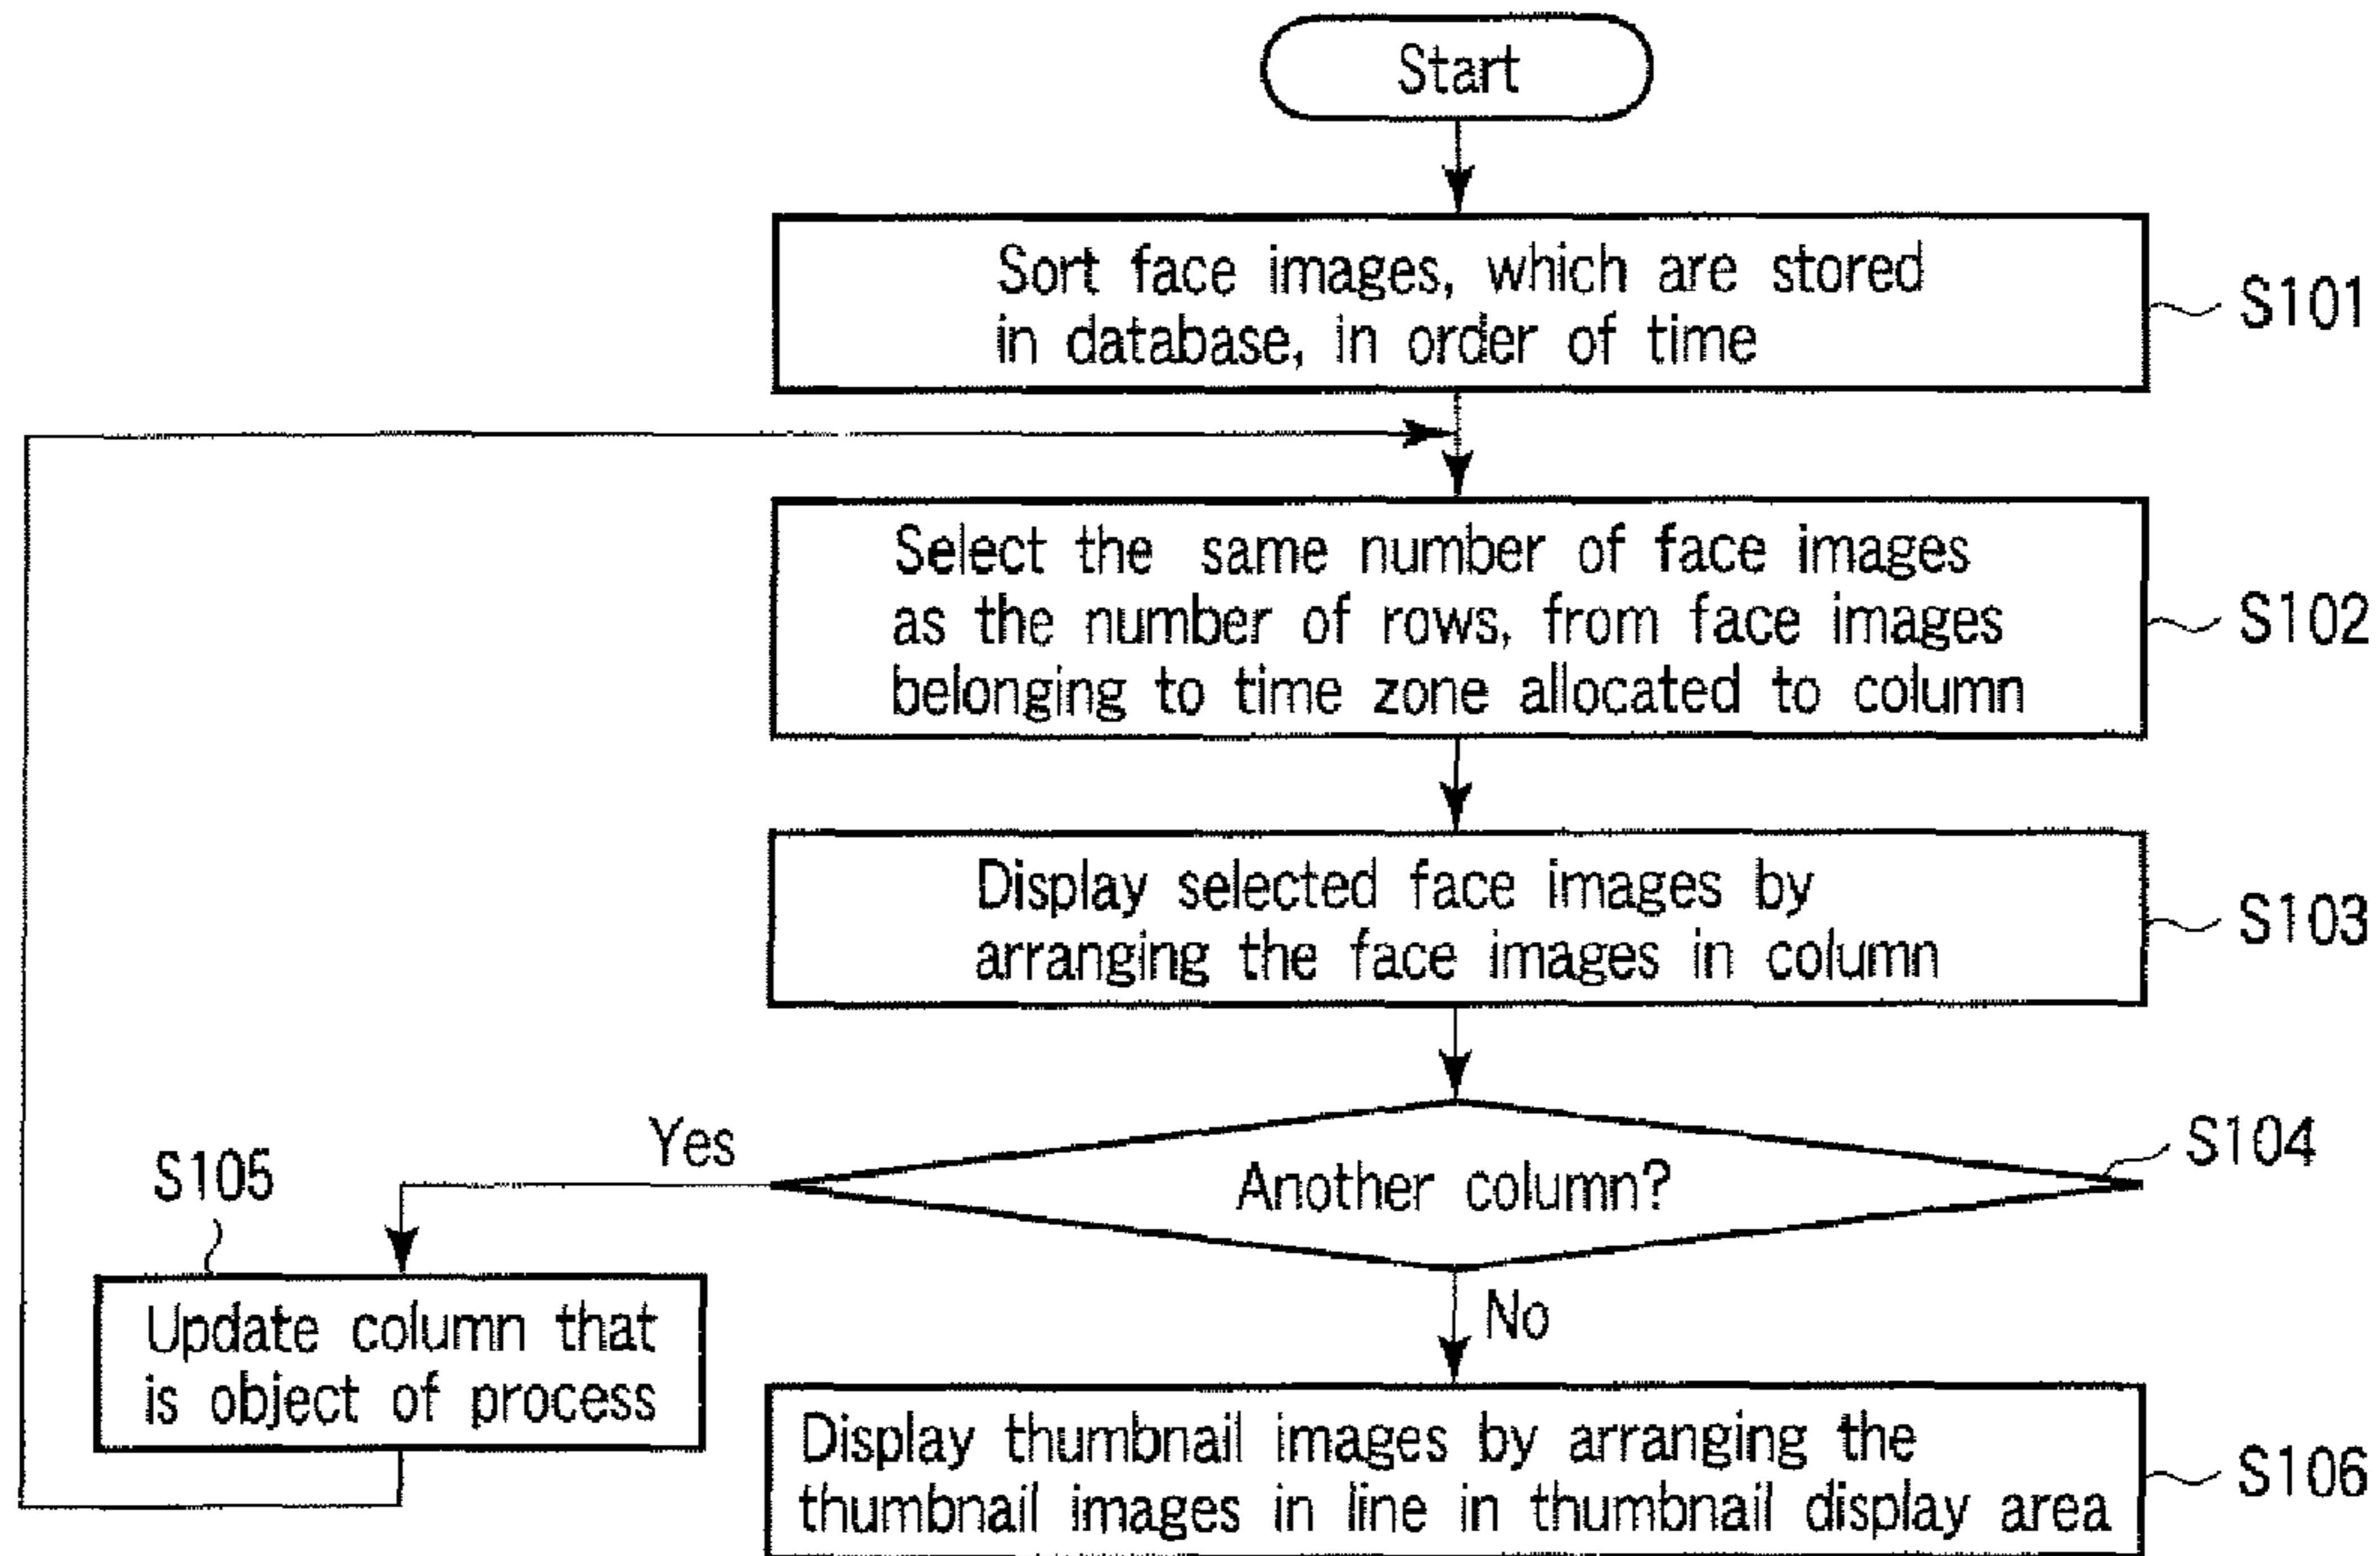 Start
Sort face images, which are stored
in database, in order of time
S101
Select the same number of face images
as the number of rows, from face images
belonging to time zone allocated to column
S102
Display selected face images by
arranging the face images in column
S103
Another column?
S104
Yes
No
S105
Update column that
is object of process
Display thumbnail images by arranging the
thumbnail images in line in thumbnail display area
S106